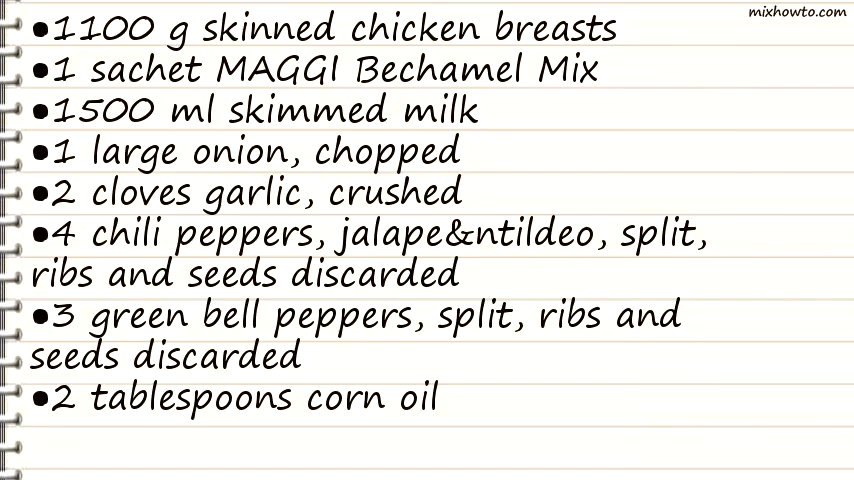 mixhowto.com
•1100 g skinned chicken breasts
•1 sachet MAGGI Bechamel Mix
•1500 ml skimmed milk
•1 large onion, chopped
•2 cloves garlic, crushed
•4 chili peppers, jalape&ntildeo, split,
ribs and seeds discarded
•3 green bell peppers, split, ribs and
seeds discarded
•2 tablespoons corn oil